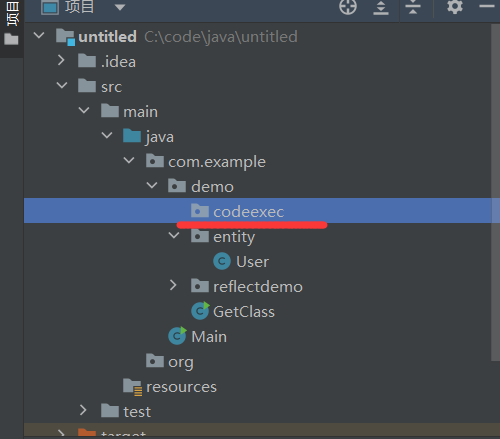 项目
项目
untitled C:\code\java\untitled
.idea
src
main
java
com.example
demo
codeexec
entity
User
reflectdemo
GetClass
Main
org
resources
test
target